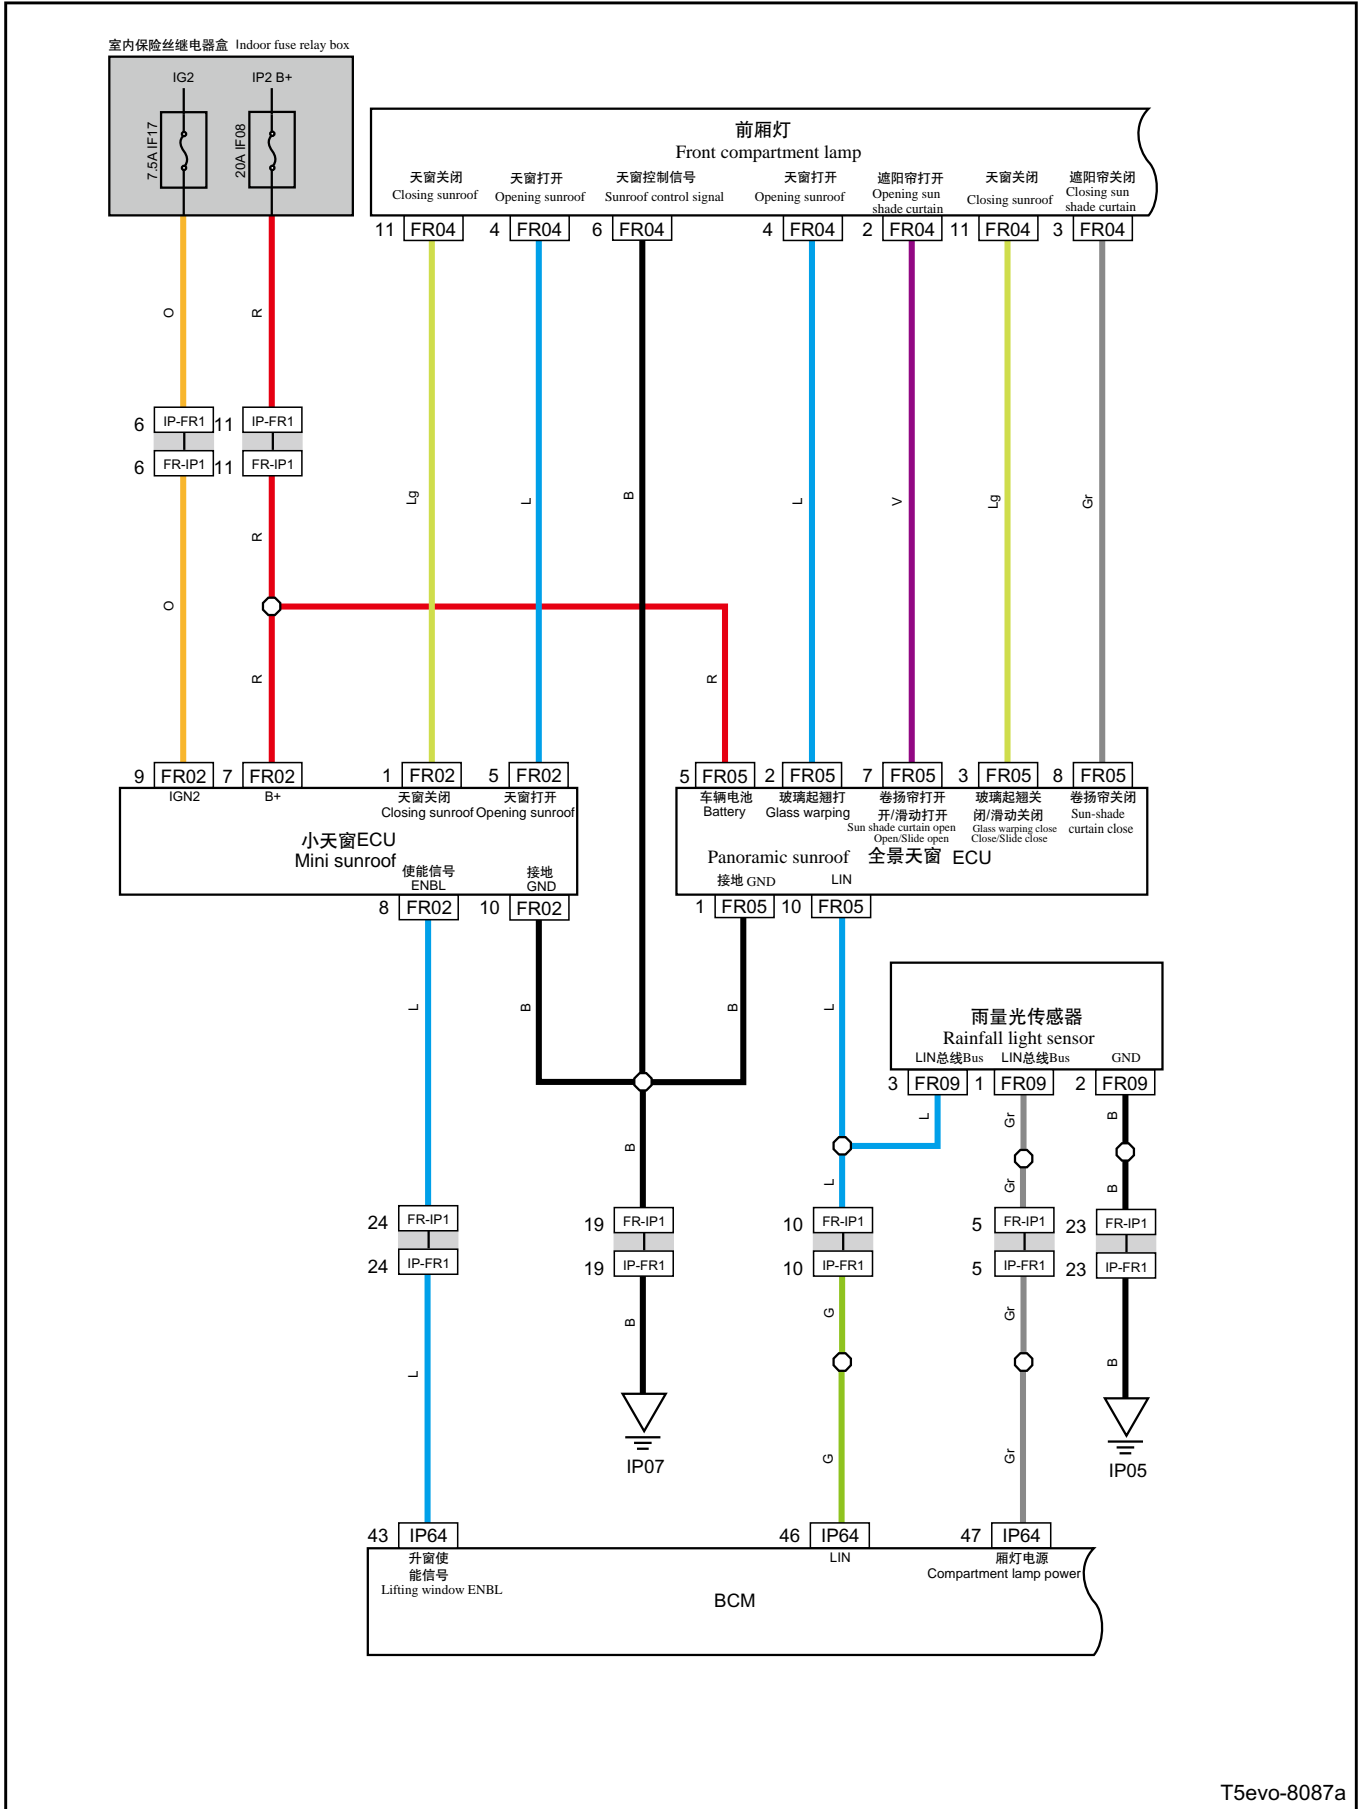 室内保险丝继电器盒 Indoor fuse relay box
IG2
IP2 B+
7.5A IF17
20A IF08
前厢灯
Front compartment lamp
天窗关闭
Closing sunroof
天窗打开
Opening sunroof
天窗控制信号
Sunroof control signal
天窗打开
Opening sunroof
遮阳帘打开
Opening sun
shade curtain
天窗关闭
Closing sunroof
遮阳帘关闭
Closing sun
shade curtain
11 FR04
4 FR04
6 FR04
4 FR04
2 FR04
11 FR04
3 FR04
O
R
6 IP-FR1
11 IP-FR1
6 FR-IP1
11 FR-IP1
Lg
L
B
L
V
Lg
Gr
R
O
R
R
9 FR02
7 FR02
1 FR02
5 FR02
5 FR05
2 FR05
7 FR05
3 FR05
8 FR05
IGN2
B+
天窗关闭
Closing sunroof
天窗打开
Opening sunroof
小天窗ECU
Mini sunroof
使能信号
ENBL
接地
GND
车辆电池
Battery
玻璃起翘打
Glass warping
卷扬帘打开
开/滑动打开
Sun shade curtain open
Open/Slide open
玻璃起翘关
闭/滑动关闭
Glass warping close
Close/Slide close
卷扬帘关闭
Sun-shade
curtain close
Panoramic sunroof 全景天窗 ECU
接地 GND
LIN
8 FR02
10 FR02
1 FR05
10 FR05
L
B
B
L
雨量光传感器
Rainfall light sensor
LIN总线Bus
LIN总线Bus
GND
3 FR09
1 FR09
2 FR09
L
Gr
B
B
L
Gr
B
24 FR-IP1
19 FR-IP1
10 FR-IP1
5 FR-IP1
23 FR-IP1
24 IP-FR1
19 IP-FR1
10 IP-FR1
5 IP-FR1
23 IP-FR1
L
B
G
Gr
B
IP07
G
Gr
IP05
43 IP64
46 IP64
47 IP64
升窗使
能信号
Lifting window ENBL
LIN
厢灯电源
Compartment lamp power
BCM
T5evo-8087a